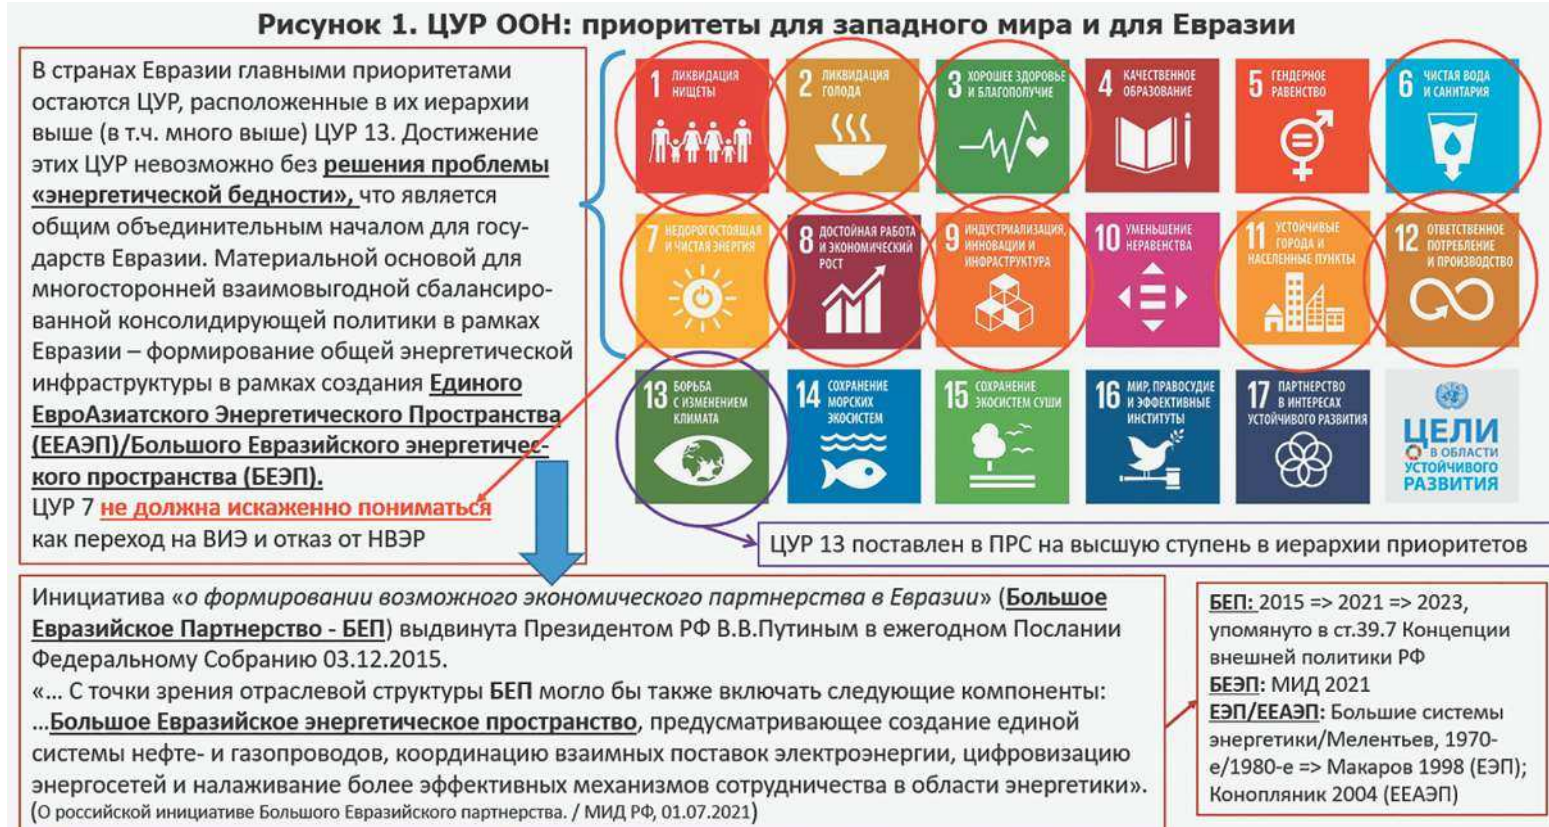 Рисунок 1. ЦУР ООН: приоритеты для западного мира и для Евразии
В странах Евразии главными приоритетами
остаются ЦУР, расположенные в их иерархии
выше (в т.ч. много выше) ЦУР 13. Достижение
этих ЦУР невозможно без решения проблемы
«энергетической бедности», что является
общим объединительным началом для госу-
дарств Евразии. Материальной основой для
многосторонней взаимовыгодной сбалансиро-
ванной консолидирующей политики в рамках
Евразии – формирование общей энергетической
инфраструктуры в рамках создания Единого
ЕвроАзиатского Энергетического Пространства
(ЕЕАЭП)/Большого Евразийского энергетичес-
кого пространства (БЕЭП).
ЦУР 7 не должна искаженно пониматься
как переход на ВИЭ и отказ от НВЭР
1 ЛИКВИДАЦИЯ
НИЩЕТЫ
2 ЛИКВИДАЦИЯ
ГОЛОДА
3 ХОРОШЕЕ ЗДОРОВЬЕ
И БЛАГОПОЛУЧИЕ
4 КАЧЕСТВЕННОЕ
ОБРАЗОВАНИЕ
5 ГЕНДЕРНОЕ
РАВЕНСТВО
6 ЧИСТАЯ ВОДА
И САНИТАРИЯ
7 НЕДОРОГОСТОЯЩАЯ
И ЧИСТАЯ ЭНЕРГИЯ
8 ДОСТОЙНАЯ РАБОТА
И ЭКОНОМИЧЕСКИЙ
РОСТ
9 ИНДУСТРИАЛИЗАЦИЯ,
ИННОВАЦИИ И
ИНФРАСТРУКТУРА
10 УМЕНЬШЕНИЕ
НЕРАВЕНСТВА
11 УСТОЙЧИВЫЕ
ГОРОДА И
НАСЕЛЕННЫЕ ПУНКТЫ
12 ОТВЕТСТВЕННОЕ
ПОТРЕБЛЕНИЕ
И ПРОИЗВОДСТВО
13 БОРЬБА
С ИЗМЕНЕНИЕМ
КЛИМАТА
14 СОХРАНЕНИЕ
МОРСКИХ
ЭКОСИСТЕМ
15 СОХРАНЕНИЕ
ЭКОСИСТЕМ СУШИ
16 МИР, ПРАВОСУДИЕ
И ЭФФЕКТИВНЫЕ
ИНСТИТУТЫ
17 ПАРТНЕРСТВО
В ИНТЕРЕСАХ
УСТОЙЧИВОГО РАЗВИТИЯ
ЦЕЛИ
В ОБЛАСТИ
УСТОЙЧИВОГО
РАЗВИТИЯ
ЦУР 13 поставлен в ПРС на высшую ступень в иерархии приоритетов
Инициатива «о формировании возможного экономического партнерства в Евразии» (Большое
Евразийское Партнерство - БЕП) выдвинута Президентом РФ В.В.Путиным в ежегодном Послании
Федеральному Собранию 03.12.2015.
«... С точки зрения отраслевой структуры БЕП могло бы также включать следующие компоненты:
...Большое Евразийское энергетическое пространство, предусматривающее создание единой
системы нефте- и газопроводов, координацию взаимных поставок электроэнергии, цифровизацию
энергосетей и налаживание более эффективных механизмов сотрудничества в области энергетики».
(О российской инициативе Большого Евразийского партнерства. / МИД РФ, 01.07.2021)
БЕП: 2015 => 2021 => 2023,
упомянуто в ст.39.7 Концепции
внешней политики РФ
БЕЭП: МИД 2021
ЕЭП/ЕЕАЭП: Большие системы
энергетики/Мелентьев, 1970-
е/1980-е => Макаров 1998 (ЕЭП);
Конопляник 2004 (ЕЕАЭП)